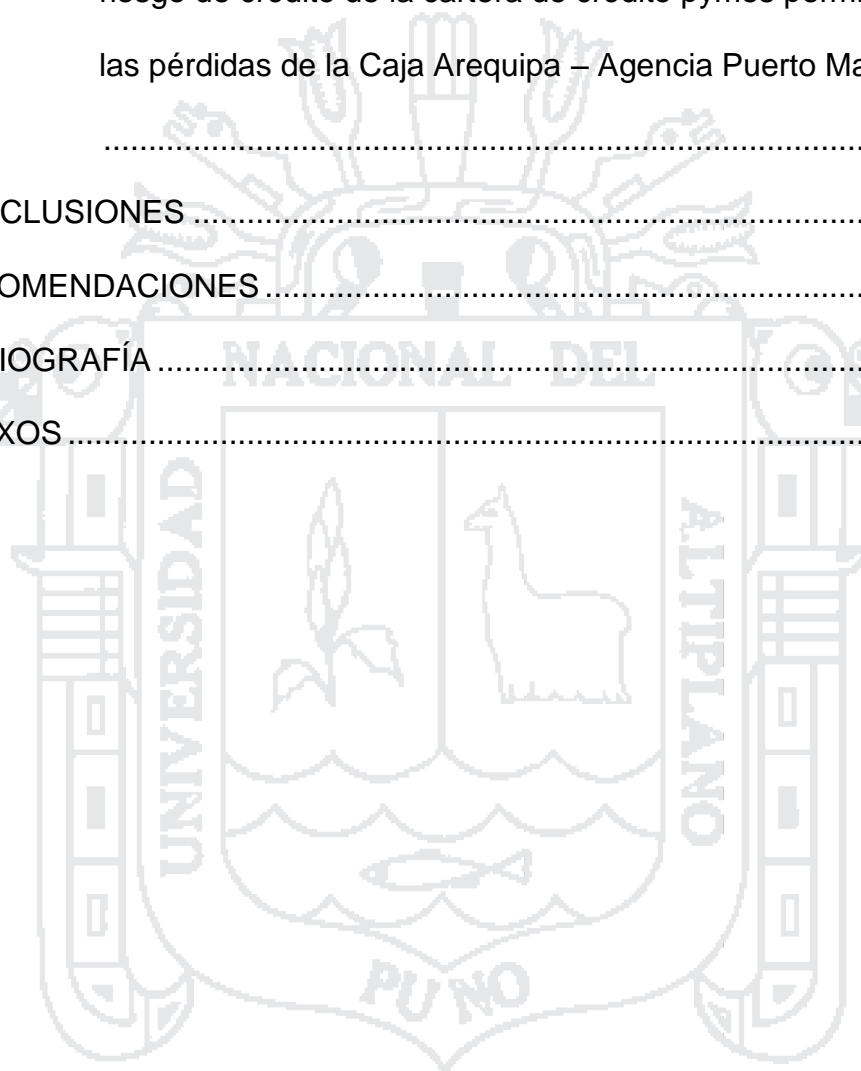 las pérdidas de la Caja Arequipa – Agencia Puerto Ma
........................................................................................
CLUSIONES ............................................................................
OMENDACIONES ....................................................................
IOGRAFÍA ................................................................................
XOS ..........................................................................................
NACIONAL DEL
UNIVERSIDAD
ALTIPLANO
PUNO